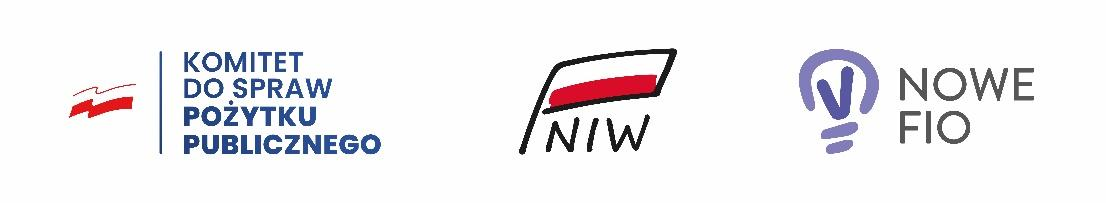 KOMITET
DO SPRAW
POŻYTKU
PUBLICZNEGO
NIW
NOWE
FIO